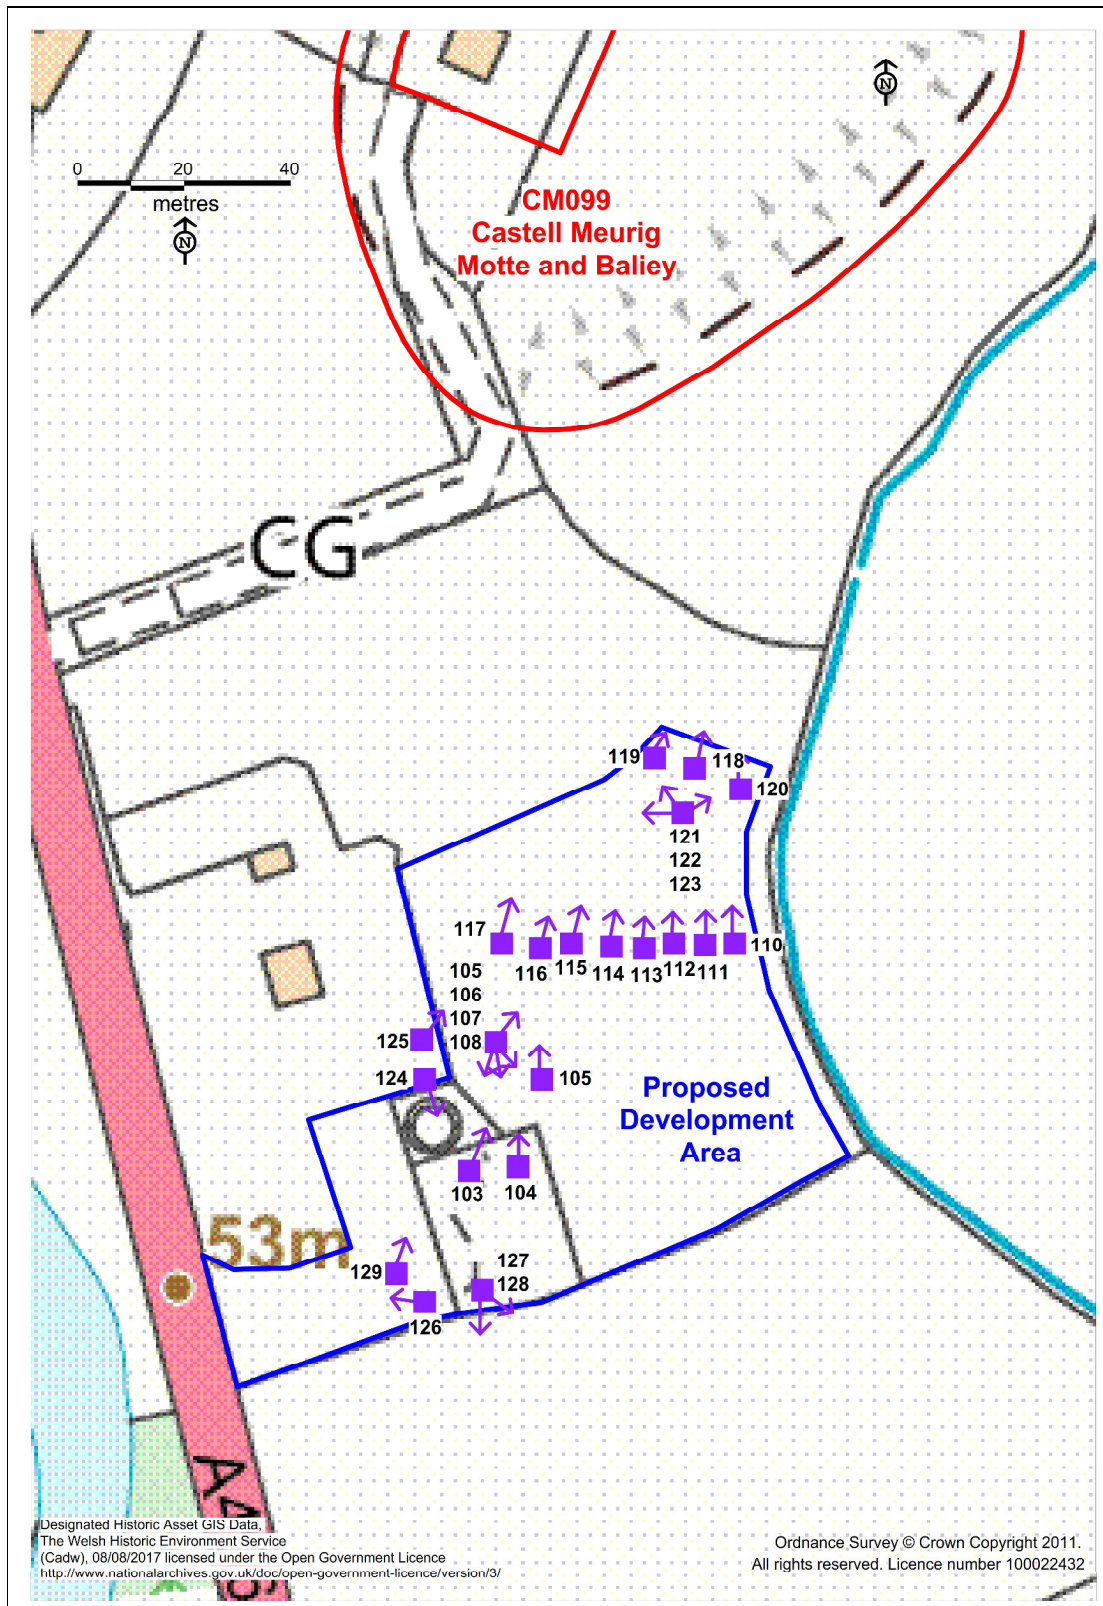 N
0 20 40
metres
N
CM099
Castell Meurig
Motte and Baliey
CG
119
118
120
121
122
123
117
116
115
114
113
112
111
110
105
106
107
108
125
124
105
Proposed
Development
Area
103
104
53m
129
127
128
126
Designated Historic Asset GIS Data,
The Welsh Historic Environment Service
(Cadw), 08/08/2017 licensed under the Open Government Licence
http://www.nationalarchives.gov.uk/doc/open-government-licence/version/3/
Ordnance Survey © Crown Copyright 2011.
All rights reserved. Licence number 100022432